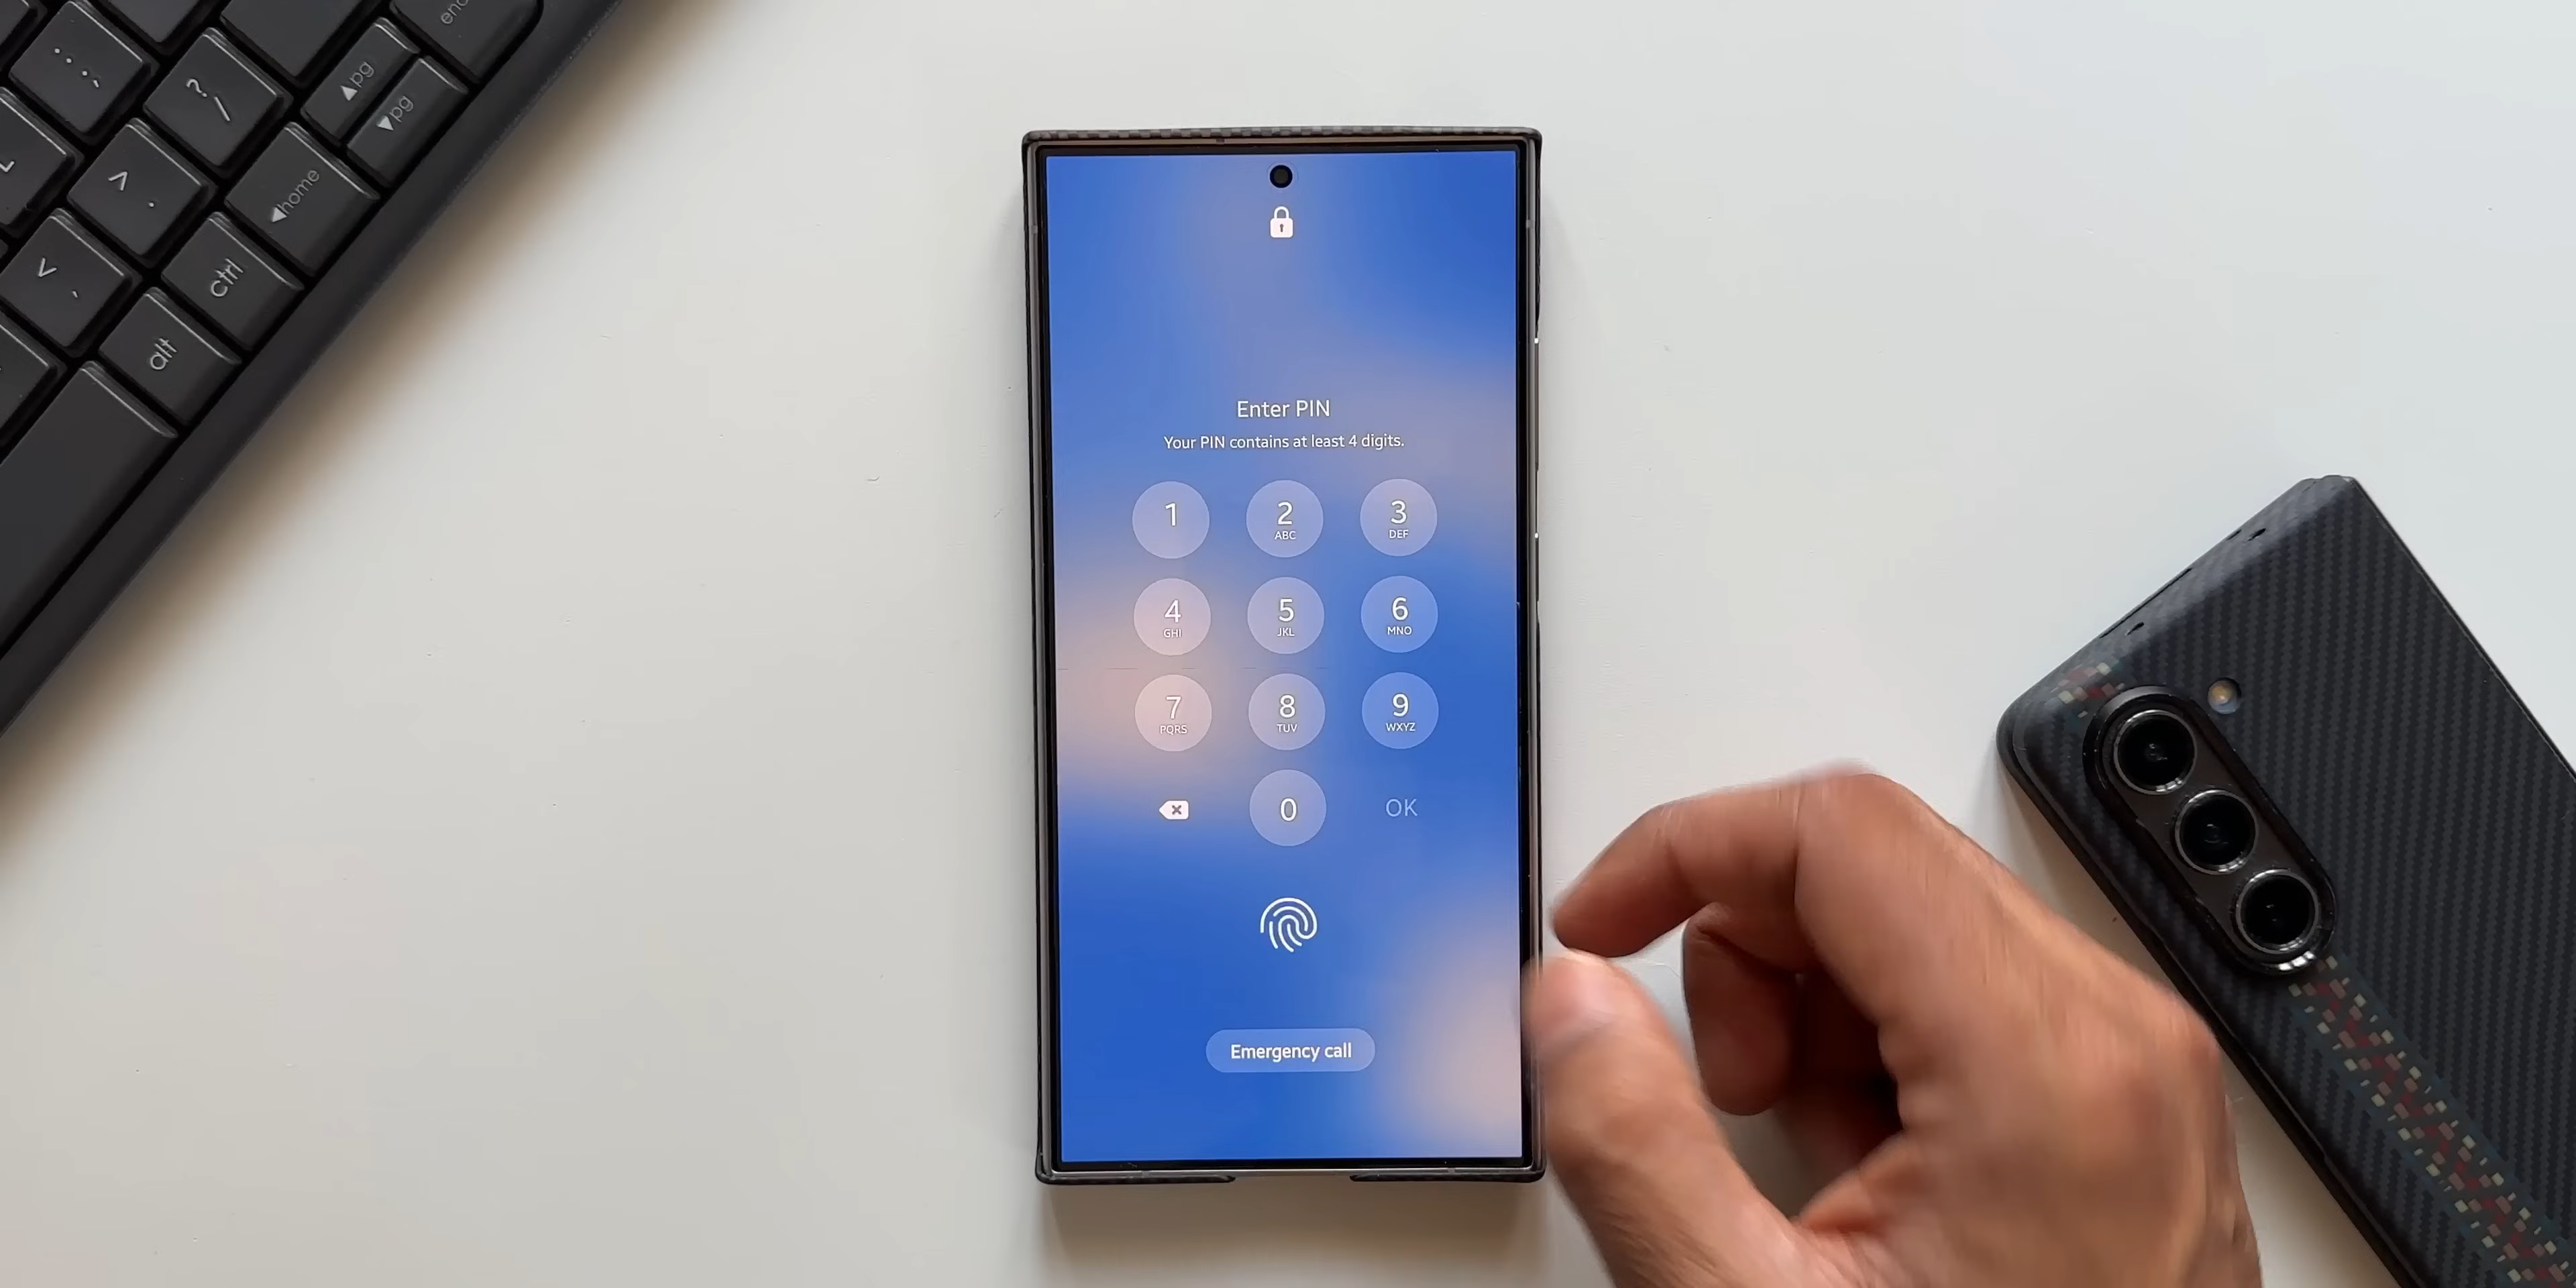 end
: ;
? /
▲pg
▼pg
L
> .
◀home
< ,
ctrl
alt
Enter PIN
Your PIN contains at least 4 digits.
1
2
ABC
3
DEF
4
GHI
5
JKL
6
MNO
7
PQRS
8
TUV
9
WXYZ
0
OK
Emergency call